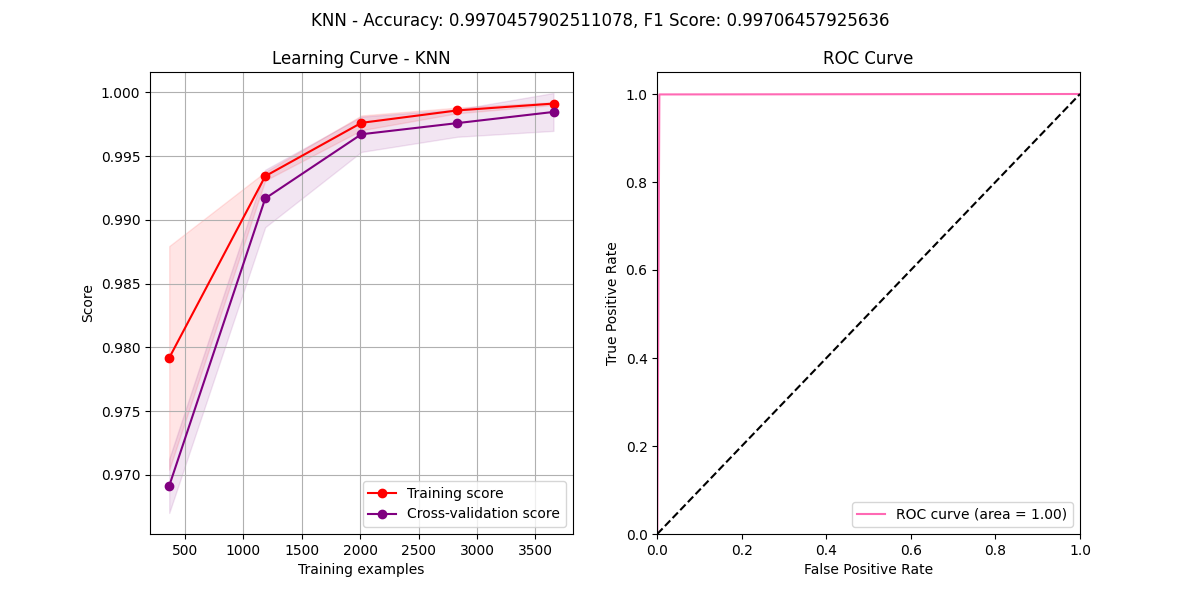 KNN - Accuracy: 0.9970457902511078, F1 Score: 0.99706457925636
Learning Curve - KNN
1.000
0.995
0.990
0.985
0.980
0.975
0.970
Score
500 1000 1500 2000 2500 3000 3500
Training examples
Training score
Cross-validation score
ROC Curve
1.0
0.8
0.6
0.4
0.2
0.0
True Positive Rate
0.0 0.2 0.4 0.6 0.8 1.0
False Positive Rate
ROC curve (area = 1.00)